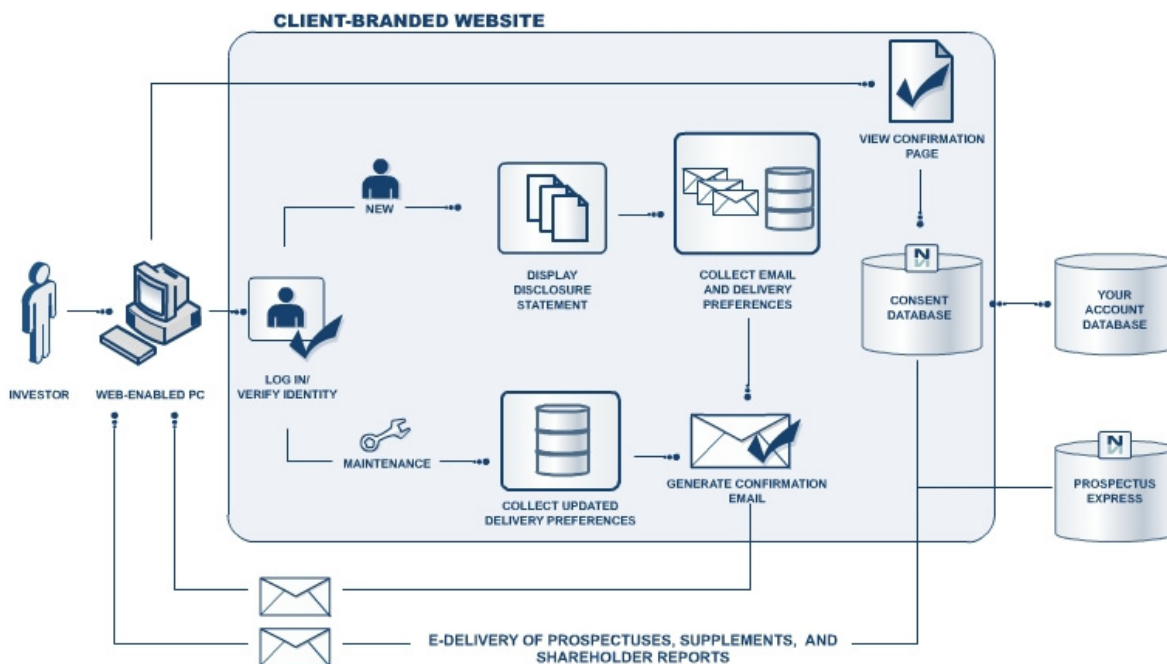 CLIENT-BRANDED WEBSITE
VIEW CONFIRMATION
PAGE
NEW
DISPLAY
DISCLOSURE
STATEMENT
COLLECT EMAIL
AND DELIVERY
PREFERENCES
CONSENT
DATABASE
YOUR
ACCOUNT
DATABASE
INVESTOR
WEB-ENABLED PC
LOG IN/
VERIFY IDENTITY
MAINTENANCE
COLLECT UPDATED
DELIVERY PREFERENCES
GENERATE CONFIRMATION
EMAIL
PROSPECTUS
EXPRESS
E-DELIVERY OF PROSPECTUSES, SUPPLEMENTS, AND
SHAREHOLDER REPORTS